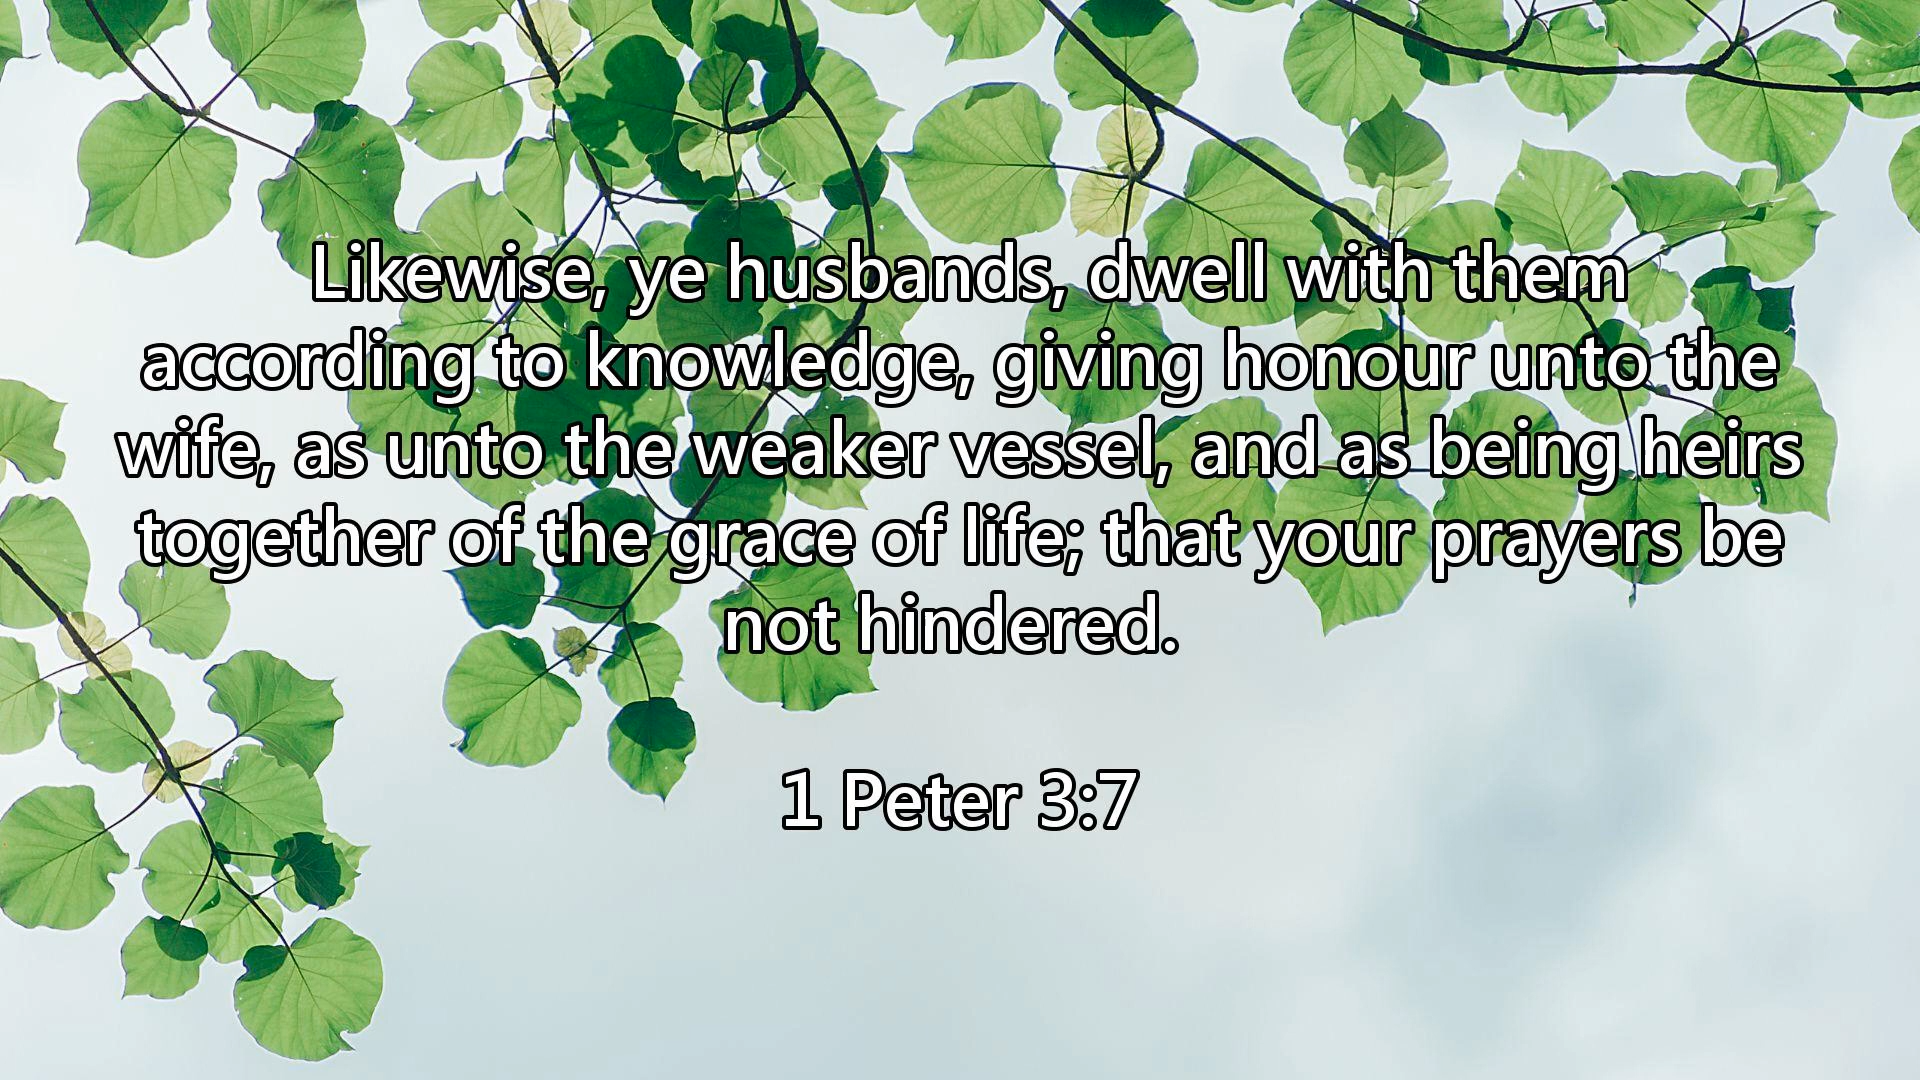 Likewise, ye husbands, dwell with them
according to knowledge, giving honour unto the
wife, as unto the weaker vessel, and as being heirs
together of the grace of life; that your prayers be
not hindered.
1 Peter 3:7